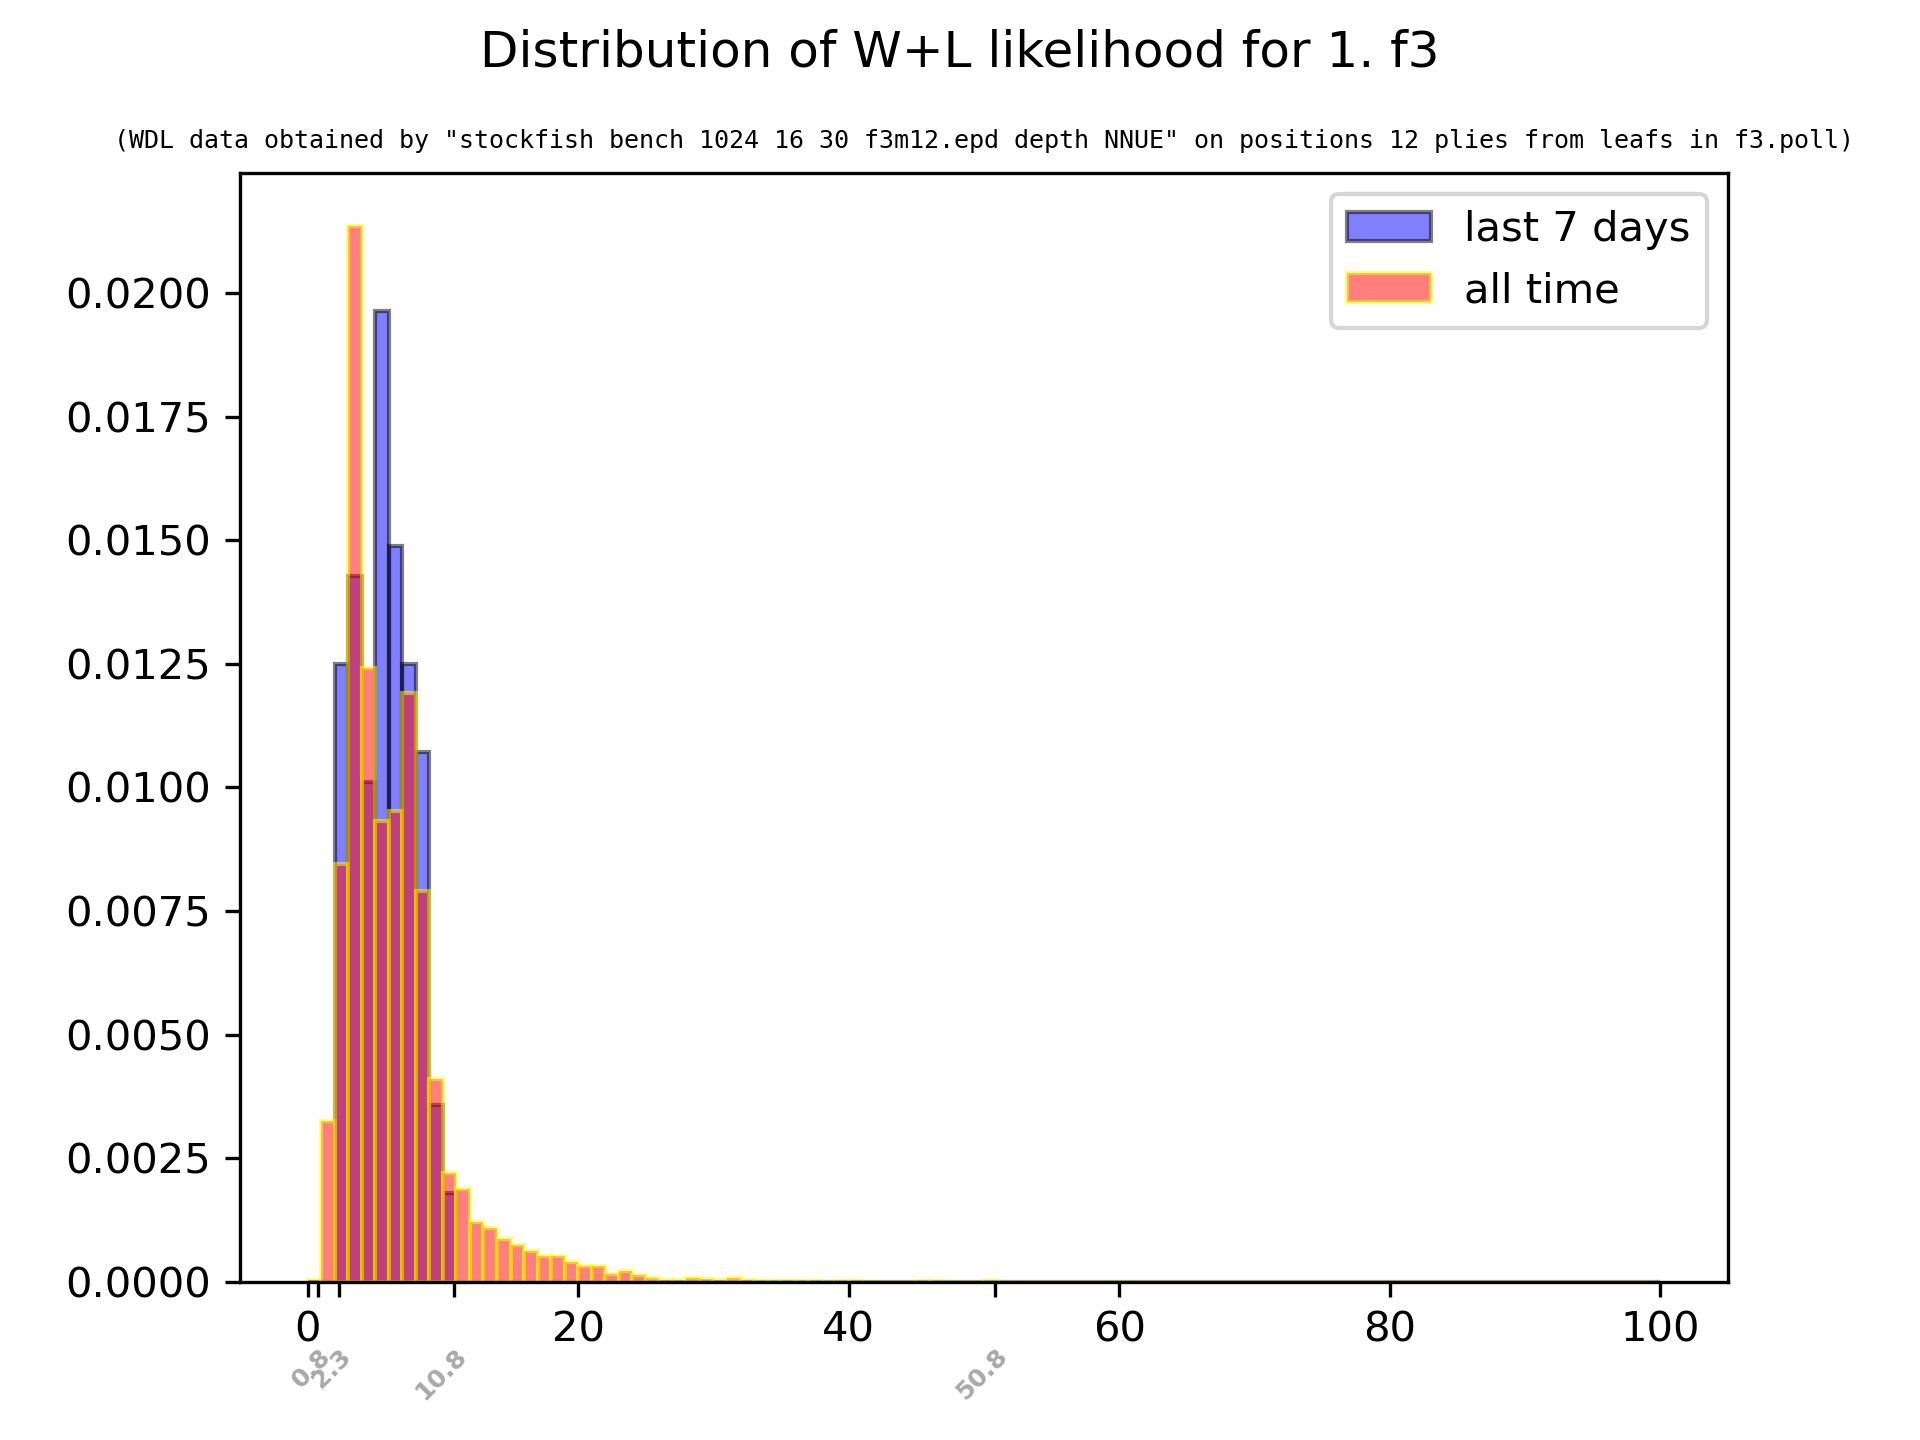 Distribution of W+L likelihood for 1. f3
(WDL data obtained by "stockfish bench 1024 16 30 f3m12.epd depth NNUE" on positions 12 plies from leafs in f3.poll)
last 7 days
all time
0.0200
0.0175
0.0150
0.0125
0.0100
0.0075
0.0050
0.0025
0.0000
0 20 40 60 80 100
0.8 2.3 10.8 50.8